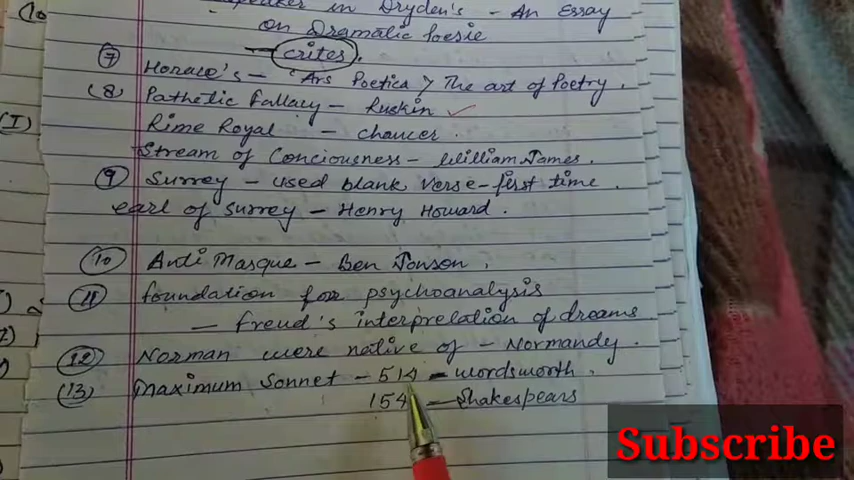 speaker in Dryden's - An Essay
on Dramatic Poesie
- crites.
(7) Horace's - 'Ars Poetica > The art of Poetry.
(8) Pathetic Fallacy - Ruskin ✓
(I) Rime Royal - Chaucer.
Stream of Conciousness - William James.
(9) Surrey - used blank verse - first time.
earl of Surrey - Henry Howard.
(10) Anti Masque - Ben Jonson.
(11) foundation for psychoanalysis
- freud's interpretation of dreams
(12) Norman were native of - Normandy.
(13) Maximum Sonnet - 514 - wordsworth.
154 - Shakespears
Subscribe